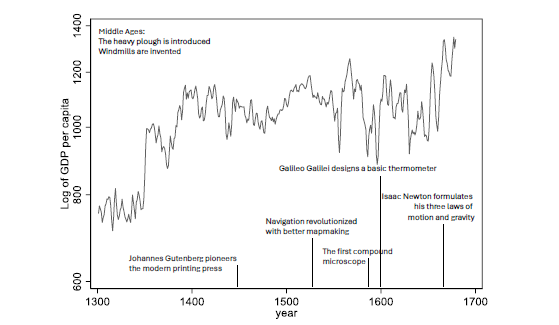 Middle Ages:
The heavy plough is introduced
Windmills are invented
Log of GDP per capita
1400
1200
1000
800
600
Galileo Galilei designs a basic thermometer
Isaac Newton formulates
his three laws of
motion and gravity
Navigation revolutionized
with better mapmaking
The first compound
microscope
Johannes Gutenberg pioneers
the modern printing press
1300
1400
1500
1600
1700
year